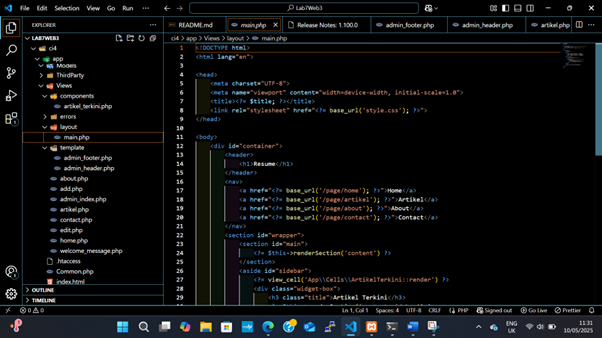 File Edit Selection View Go Run ... Lab7Web3
EXPLORER ... README.md main.php Release Notes: 1.100.0 admin_footer.php admin_header.php artikel.php
LAB7WEB3 ci4 > app > Views > layout > main.php
ci4
app
Models
ThirdParty
Views
components
artikel_terkini.php
errors
layout
main.php
template
admin_footer.php
admin_header.php
about.php
add.php
admin_index.php
artikel.php
contact.php
edit.php
home.php
welcome_message.php
.htaccess
Common.php
index.html
OUTLINE
TIMELINE
1 <!DOCTYPE html>
2 <html lang="en">
3
4 <head>
5 <meta charset="UTF-8">
6 <meta name="viewport" content="width=device-width, initial-scale=1.0">
7 <title><?= $title; ?></title>
8 <link rel="stylesheet" href="<?= base_url('style.css'); ?>">
9 </head>
10
11 <body>
12 <div id="container">
13 <header>
14 <h1>Resume</h1>
15 </header>
16 <nav>
17 <a href="<?= base_url('/page/home'); ?>">Home</a>
18 <a href="<?= base_url('/page/artikel'); ?>">Artikel</a>
19 <a href="<?= base_url('/page/about'); ?>">About</a>
20 <a href="<?= base_url('/page/contact'); ?>">Contact</a>
21 </nav>
22 <section id="wrapper">
23 <section id="main">
24 <?= $this->renderSection('content') ?>
25 </section>
26 <aside id="sidebar">
27 <?= view_cell('App\\Cells\\ArtikelTerkini::render') ?>
28 <div class="widget-box">
29 <h3 class="title">Artikel Terkini</h3>
0 0 Ln 1, Col 1 Spaces: 4 UTF-8 CRLF PHP Signed out Go Live Prettier
ENG UK 11:31 10/05/2025